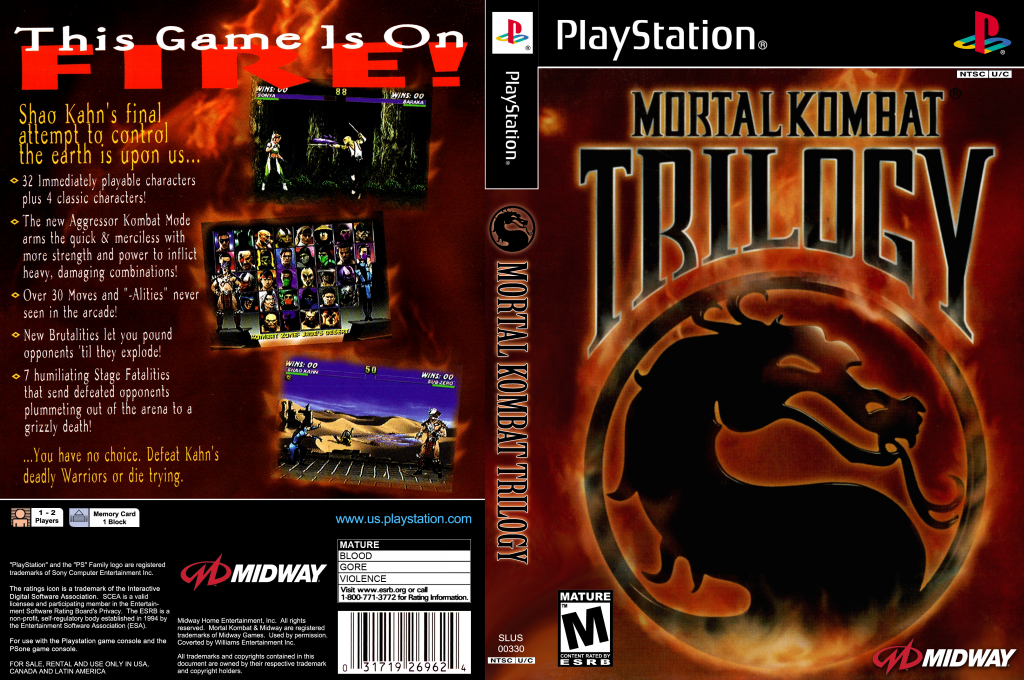 This Game Is On
FIRE!
Shao Kahn's final
attempt to control
the earth is upon us...
32 Immediately playable characters
plus 4 classic characters!
The new Aggressor Kombat Mode
arms the quick & merciless with
more strength and power to inflict
heavy, damaging combinations!
Over 30 Moves and "-Alities" never
seen in the arcade!
New Brutalities let you pound
opponents 'til they explode!
7 humiliating Stage Fatalities
that send defeated opponents
plummeting out of the arena to a
grizzly death!
...You have no choice. Defeat Kahn's
deadly Warriors or die trying.
WINS: 00 88 WINS: 00
SONYA BARAKA
KOMBAT ZONE: JADE'S DESERT
WINS: 00 50 WINS: 00
SHAO KAHN SUB-ZERO
1 - 2
Players
Memory Card
1 Block
www.us.playstation.com
"PlayStation" and the "PS" Family logo are registered
trademarks of Sony Computer Entertainment Inc.
The ratings icon is a trademark of the Interactive
Digital Software Association. SCEA is a valid
licensee and participating member in the Entertain-
ment Software Rating Board's Privacy. The ESRB is a
non-profit, self-regulatory body established in 1994 by
the Entertainment Software Association (ESA).
For use with the Playstation game console and the
PSone game console.
FOR SALE, RENTAL AND USE ONLY IN USA,
CANADA AND LATIN AMERICA
MIDWAY
Midway Home Entertainment, Inc. All rights
reserved. Mortal Kombat & Midway are registered
trademarks of Midway Games. Used by permission.
Coverted by Williams Entertainment Inc
All trademarks and copyrights contained in this
document are owned by their respective trademark
and copyright holders.
MATURE
BLOOD
GORE
VIOLENCE
Visit www.esrb.org or call
1-800-771-3772 for Rating Information.
0 31719 26962 4
PlayStation®
MORTAL KOMBAT TRILOGY
SLUS
00330
NTSC U/C
PlayStation®
NTSC U/C
MORTAL KOMBAT®
TRILOGY
MATURE
TM
M
CONTENT RATED BY
ESRB
MIDWAY